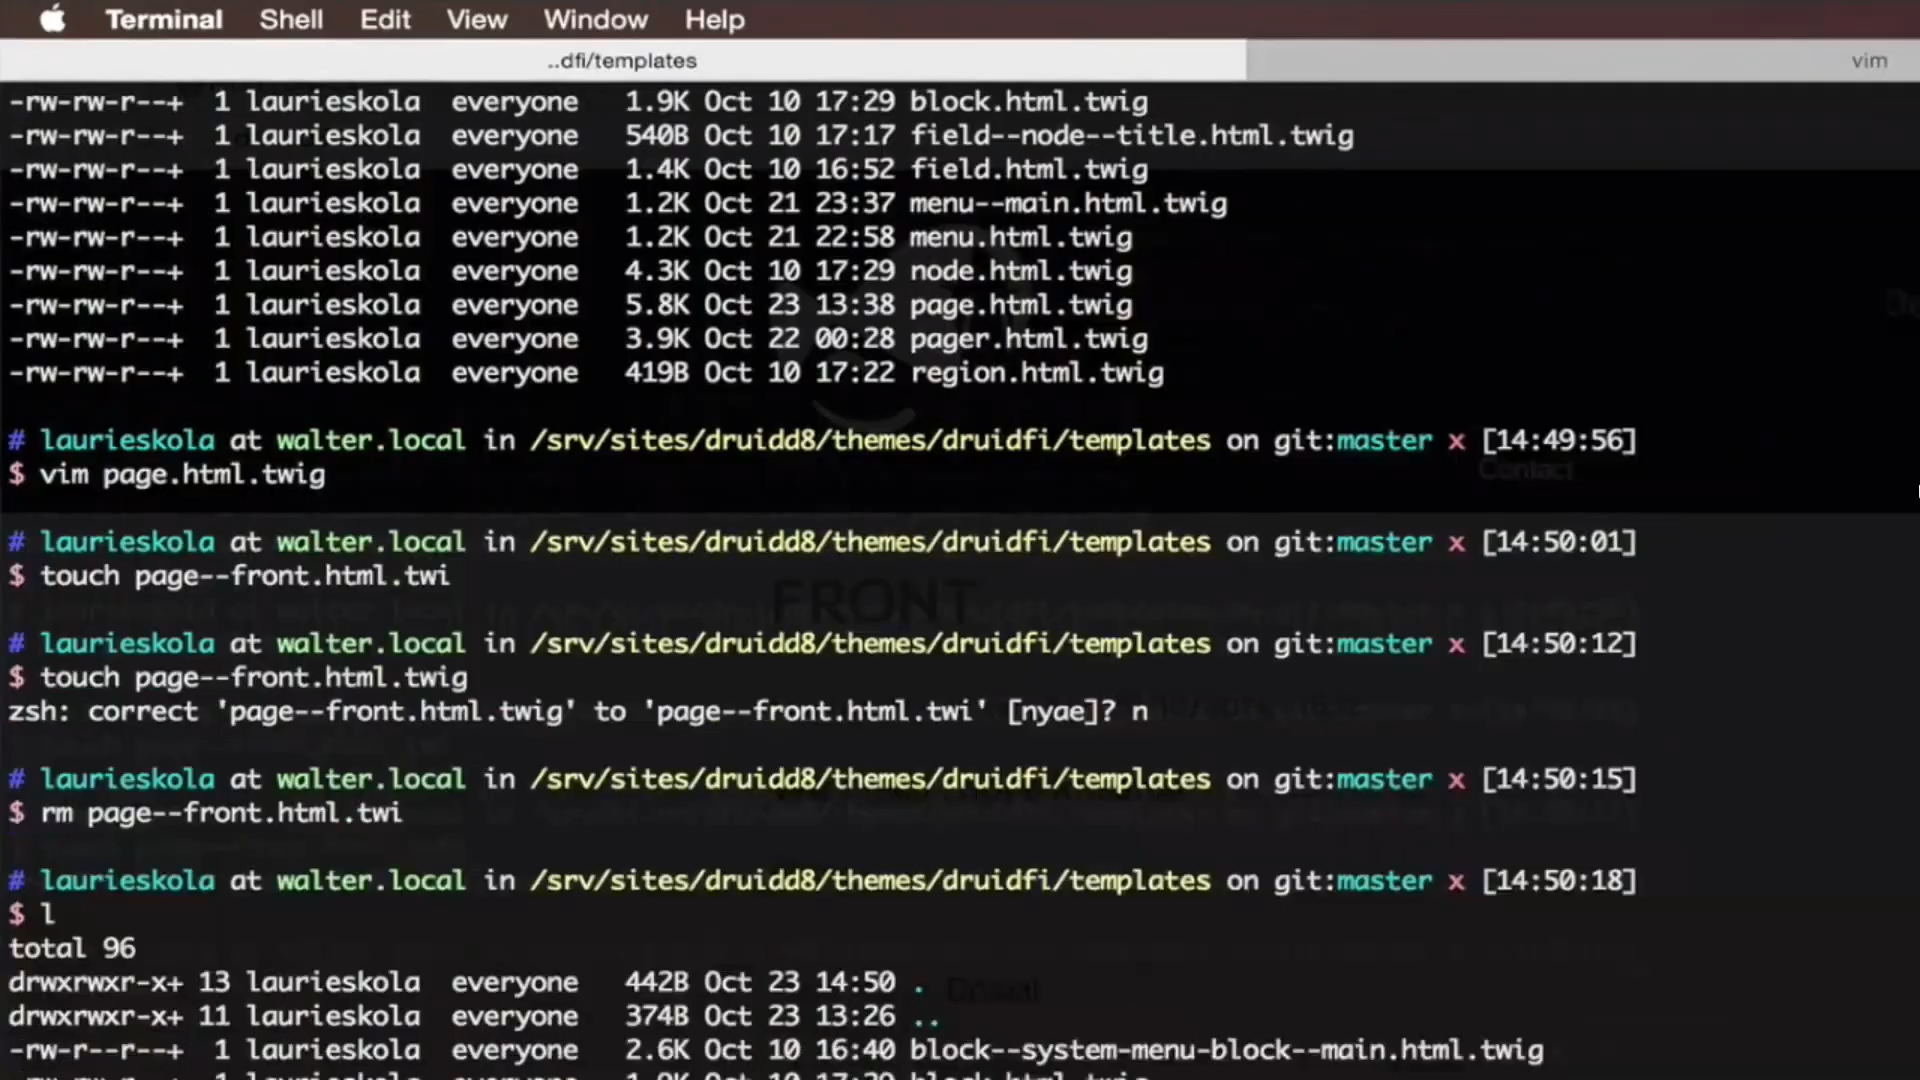 Terminal Shell Edit View Window Help
..dfi/templates vim
-rw-rw-r--+ 1 laurieskola everyone 1.9K Oct 10 17:29 block.html.twig
-rw-rw-r--+ 1 laurieskola everyone 540B Oct 10 17:17 field--node--title.html.twig
-rw-rw-r--+ 1 laurieskola everyone 1.4K Oct 10 16:52 field.html.twig
-rw-rw-r--+ 1 laurieskola everyone 1.2K Oct 21 23:37 menu--main.html.twig
-rw-rw-r--+ 1 laurieskola everyone 1.2K Oct 21 22:58 menu.html.twig
-rw-rw-r--+ 1 laurieskola everyone 4.3K Oct 10 17:29 node.html.twig
-rw-rw-r--+ 1 laurieskola everyone 5.8K Oct 23 13:38 page.html.twig
-rw-rw-r--+ 1 laurieskola everyone 3.9K Oct 22 00:28 pager.html.twig
-rw-rw-r--+ 1 laurieskola everyone 419B Oct 10 17:22 region.html.twig
# laurieskola at walter.local in /srv/sites/druidd8/themes/druidfi/templates on git:master x [14:49:56]
Contact
$ vim page.html.twig
# laurieskola at walter.local in /srv/sites/druidd8/themes/druidfi/templates on git:master x [14:50:01]
$ touch page--front.html.twi
FRONT
# laurieskola at walter.local in /srv/sites/druidd8/themes/druidfi/templates on git:master x [14:50:12]
$ touch page--front.html.twig
zsh: correct 'page--front.html.twig' to 'page--front.html.twi' [nyae]? n
# laurieskola at walter.local in /srv/sites/druidd8/themes/druidfi/templates on git:master x [14:50:15]
$ rm page--front.html.twi
# laurieskola at walter.local in /srv/sites/druidd8/themes/druidfi/templates on git:master x [14:50:18]
$ l
total 96
drwxrwxr-x+ 13 laurieskola everyone 442B Oct 23 14:50 .
drwxrwxr-x+ 11 laurieskola everyone 374B Oct 23 13:26 ..
-rw-r--r--+ 1 laurieskola everyone 2.6K Oct 10 16:40 block--system-menu-block--main.html.twig